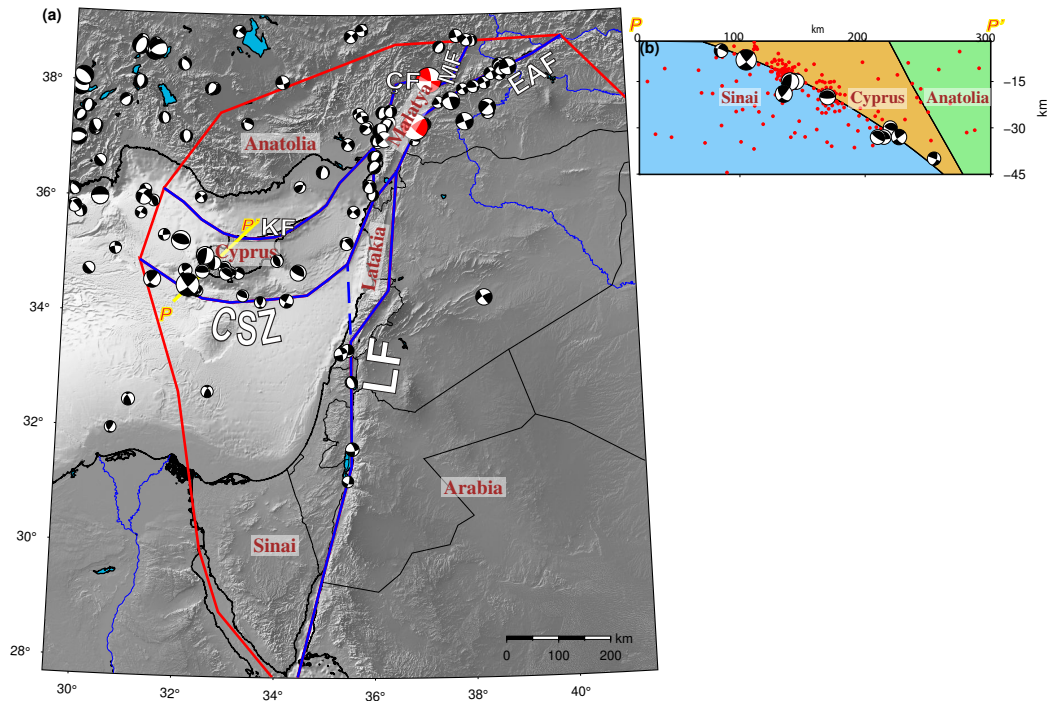 (a)
38°
36°
34°
32°
30°
28°
30°
32°
34°
36°
38°
40°
Anatolia
CF
MF
EAF
Malatya
P'
KF
Cyprus
Latakia
P
CSZ
LF
Arabia
Sinai
km
0
100
200
P
P'
0
100
km
200
300
(b)
Sinai
Cyprus
Anatolia
−15
−30
−45
km